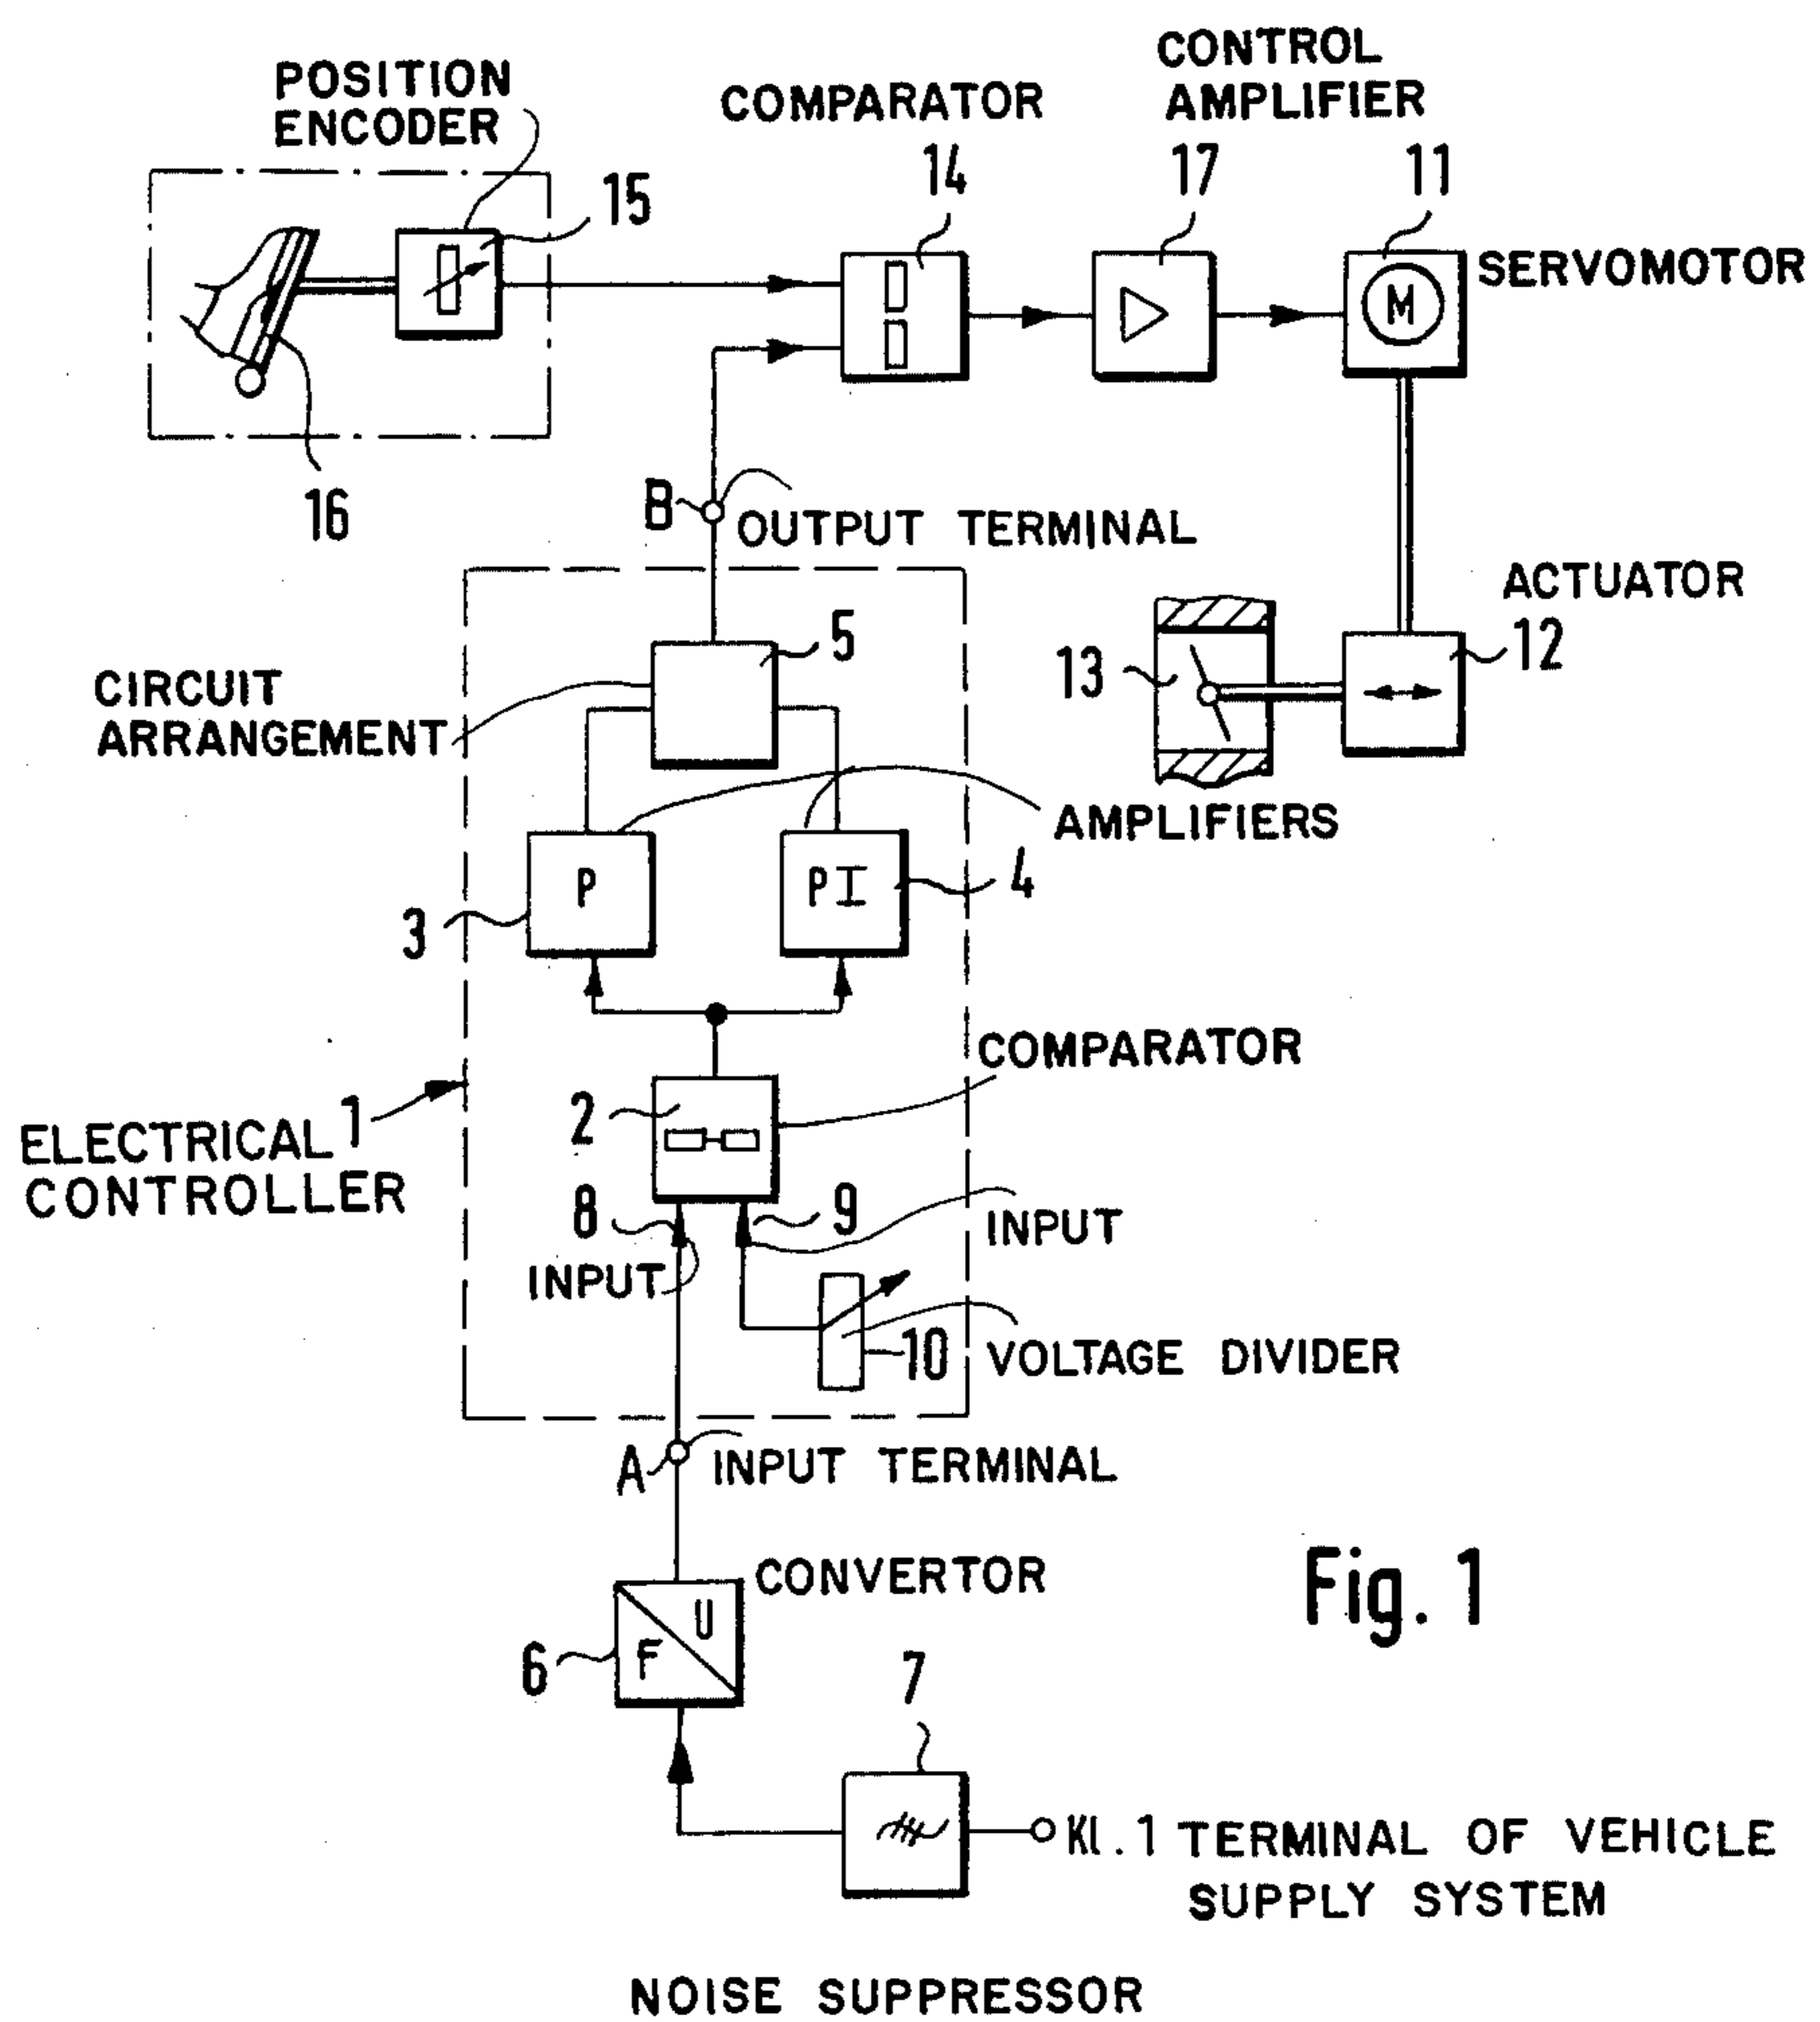 CONTROL
AMPLIFIER
POSITION
ENCODER
COMPARATOR
14
17
11
15
SERVOMOTOR
M
16
B
OUTPUT TERMINAL
ACTUATOR
12
5
13
CIRCUIT
ARRANGEMENT
AMPLIFIERS
P
PI
4
3
COMPARATOR
2
1
ELECTRICAL
CONTROLLER
8
9
INPUT
INPUT
10
VOLTAGE DIVIDER
A
INPUT TERMINAL
CONVERTOR
U
F
6
Fig. 1
7
Kl. 1 TERMINAL OF VEHICLE
SUPPLY SYSTEM
NOISE SUPPRESSOR